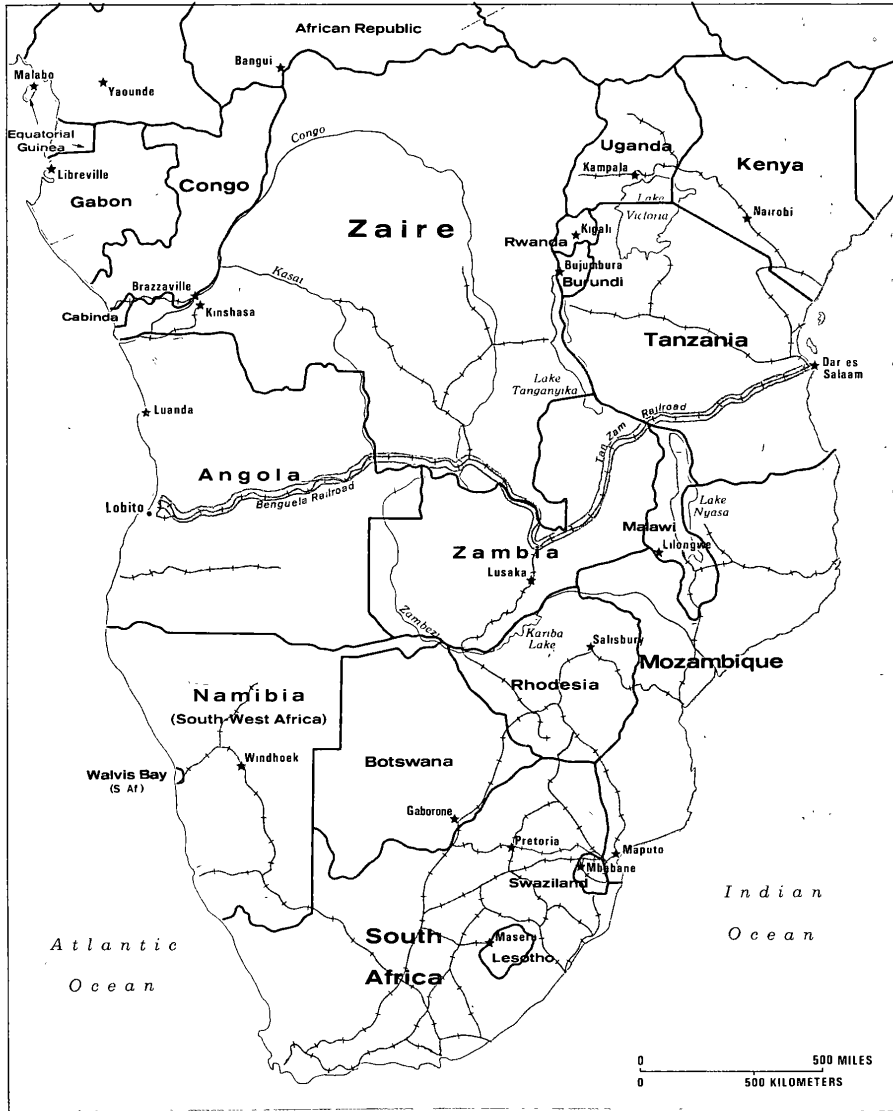 African Republic
Bangui
Malabo
Yaounde
Equatorial
Guinea
Libreville
Gabon
Congo
Congo
Zaire
Uganda
Kampala
Kenya
Lake
Victoria
Nairobi
Kigali
Rwanda
Bujumbura
Burundi
Kasai
Brazzaville
Kinshasa
Cabinda
Tanzania
Dar es
Salaam
Lake
Tanganyika
Luanda
Tan Zam Railroad
Angola
Benguela Railroad
Lobito
Lake
Nyasa
Malawi
Lilongwe
Zambia
Lusaka
Zambezi
Kariba
Lake
Salisbury
Mozambique
Rhodesia
Namibia
(South-West Africa)
Windhoek
Walvis Bay
(S Af)
Botswana
Gaborone
Pretoria
Maputo
Mbabane
Swaziland
Indian
Ocean
Atlantic
Ocean
South
Africa
Maseru
Lesotho
0 500 MILES
0 500 KILOMETERS